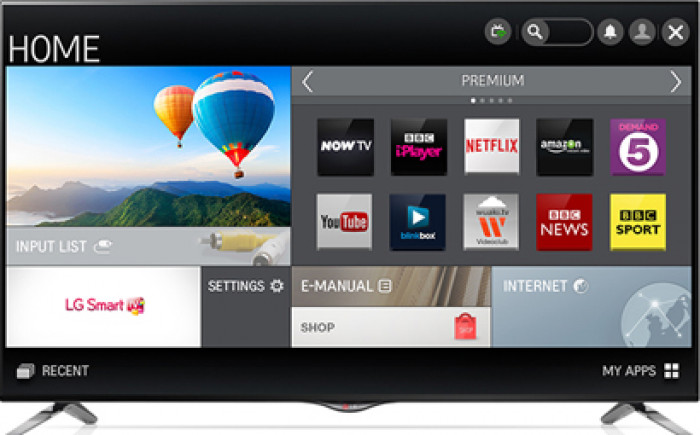 HOME
PREMIUM
NOW TV
BBC
iPlayer
NETFLIX
amazon
DEMAND
5
YouTube
blinkbox
wuaki.tv
Videoclub
BBC
NEWS
BBC
SPORT
INPUT LIST
LG Smart
SETTINGS
E-MANUAL
SHOP
SHOP
INTERNET
RECENT
MY APPS